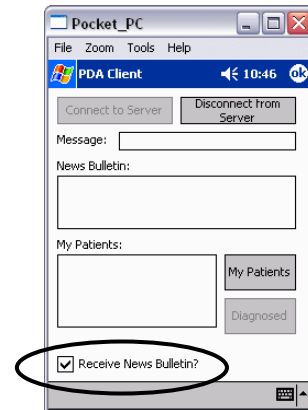 Pocket_PC
File Zoom Tools Help
PDA Client 10:46 ok
Connect to Server
Disconnect from
Server
Message:
News Bulletin:
My Patients:
My Patients
Diagnosed
Receive News Bulletin?